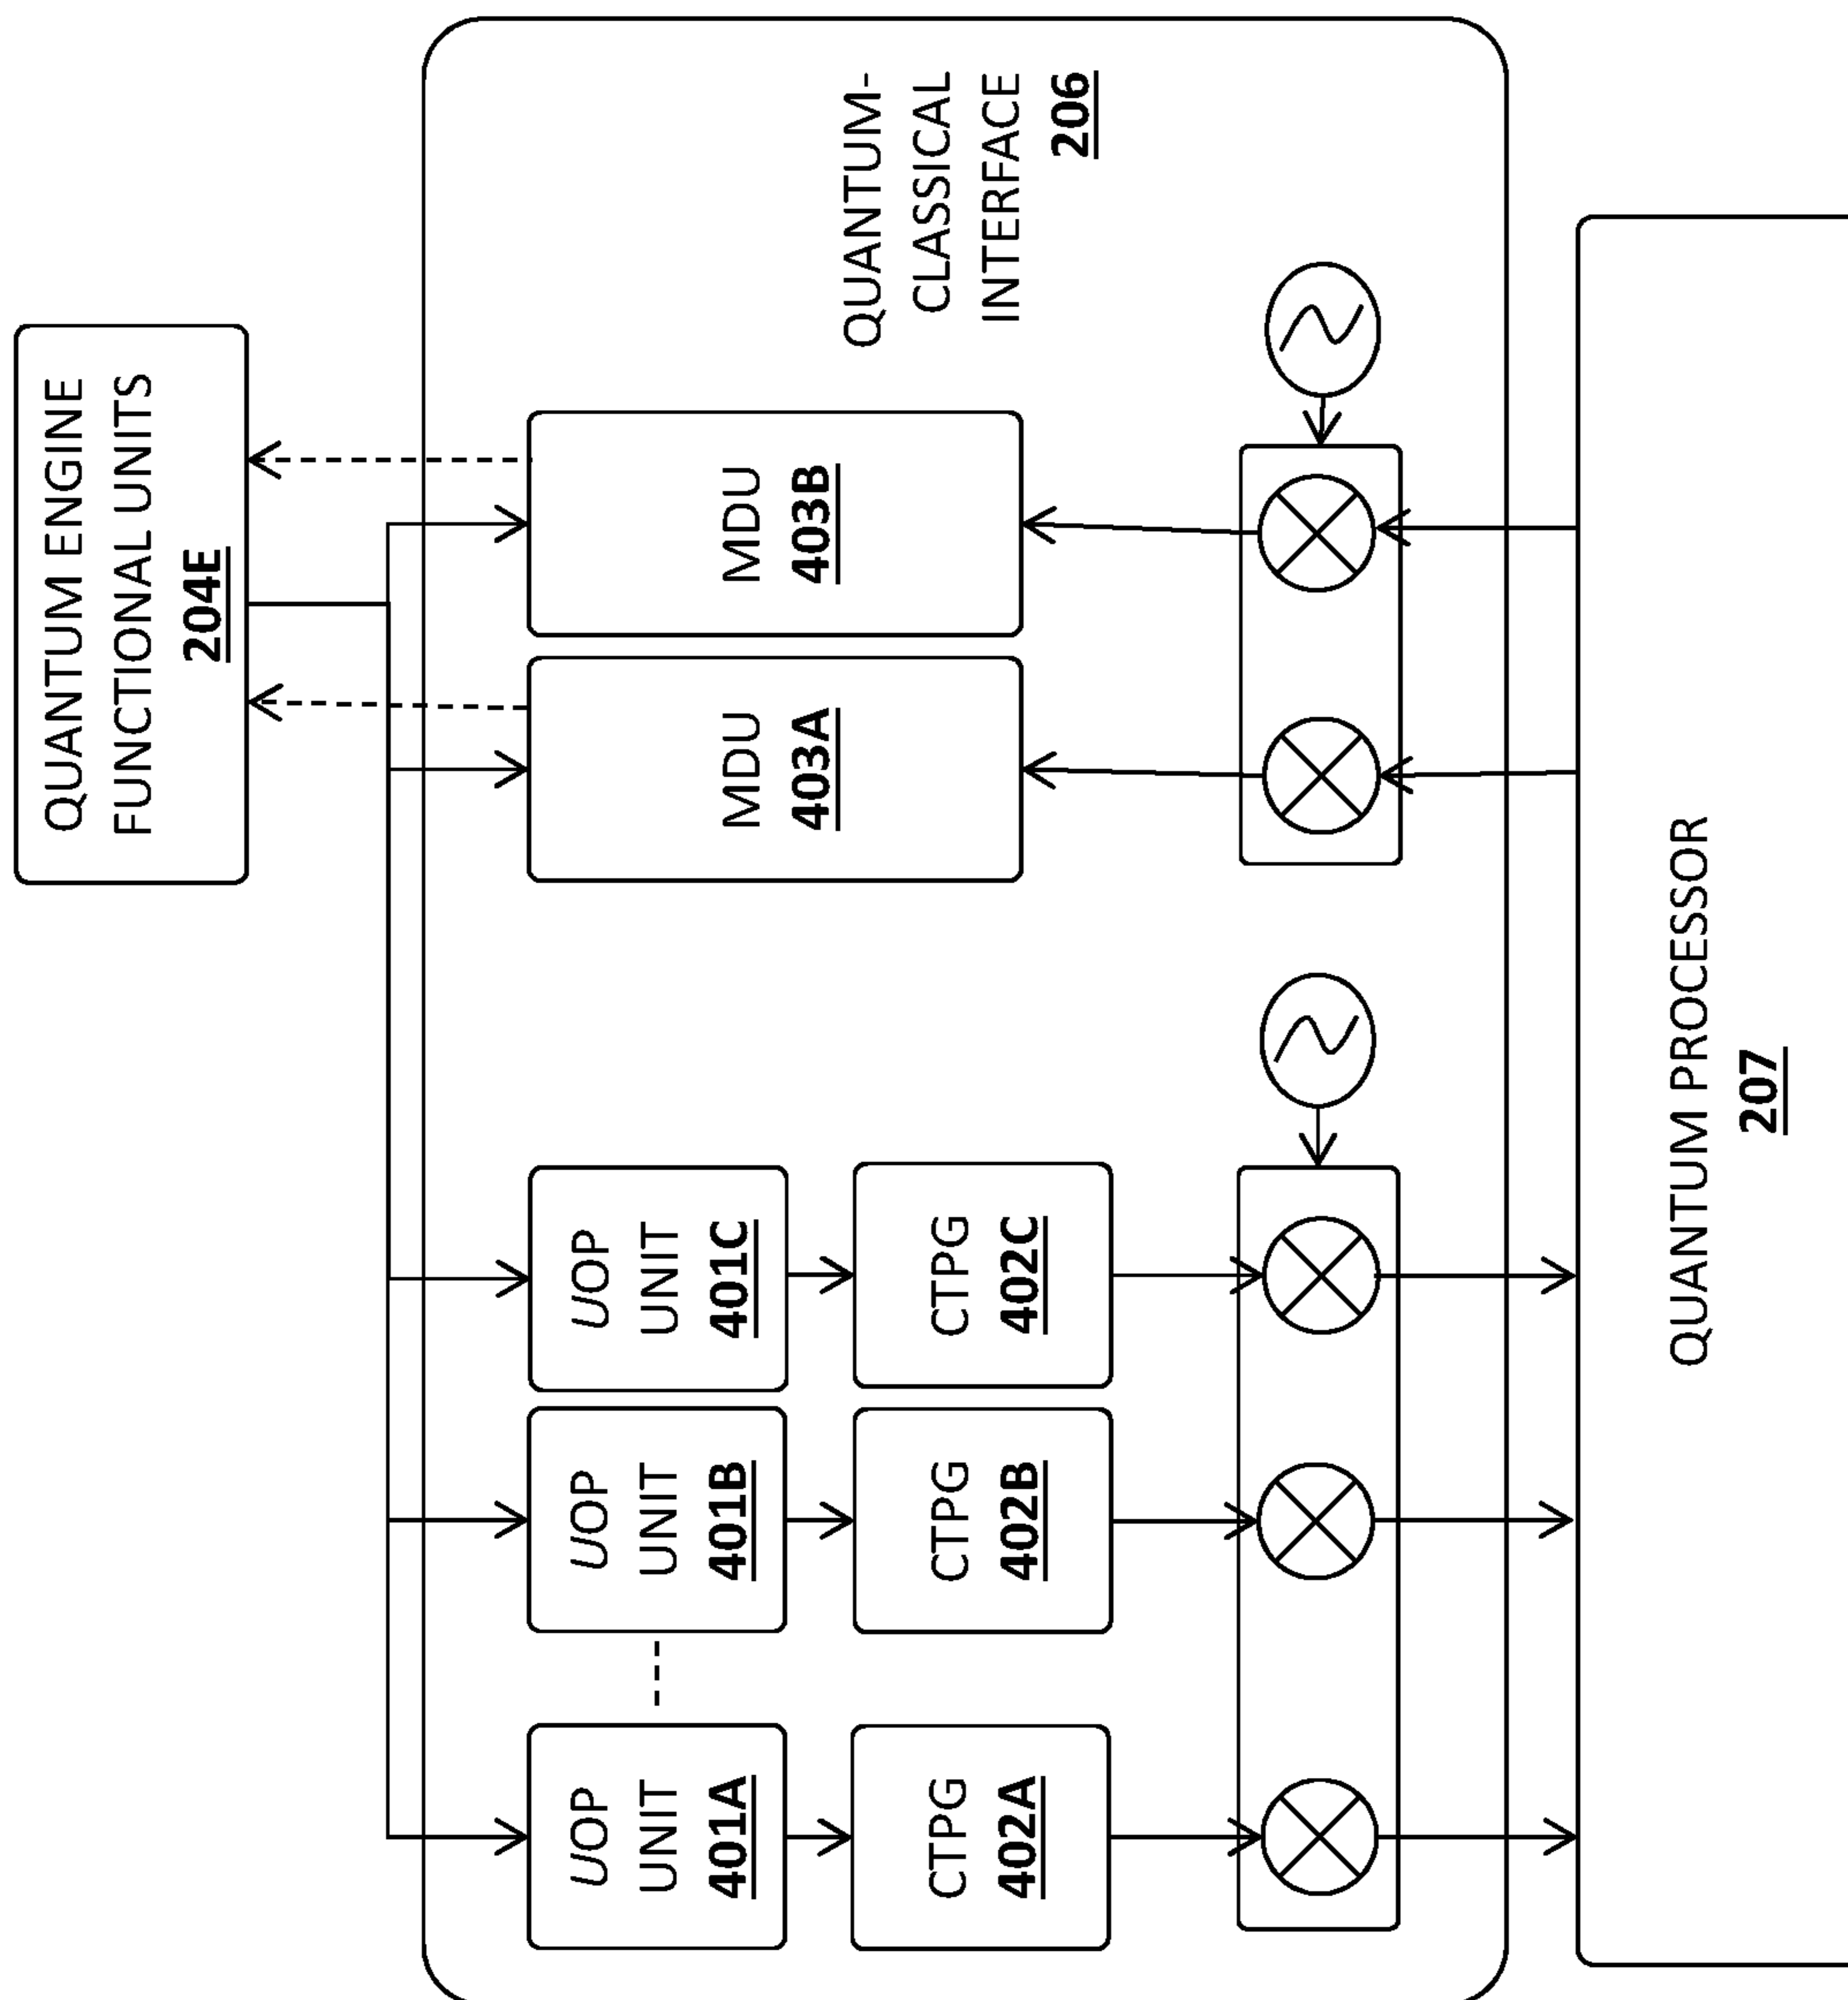 QUANTUM ENGINE
FUNCTIONAL UNITS
204E
QUANTUM-
CLASSICAL
INTERFACE
206
UOP
UNIT
401A
UOP
UNIT
401B
UOP
UNIT
401C
MDU
403A
MDU
403B
CTPG
402A
CTPG
402B
CTPG
402C
QUANTUM PROCESSOR
207